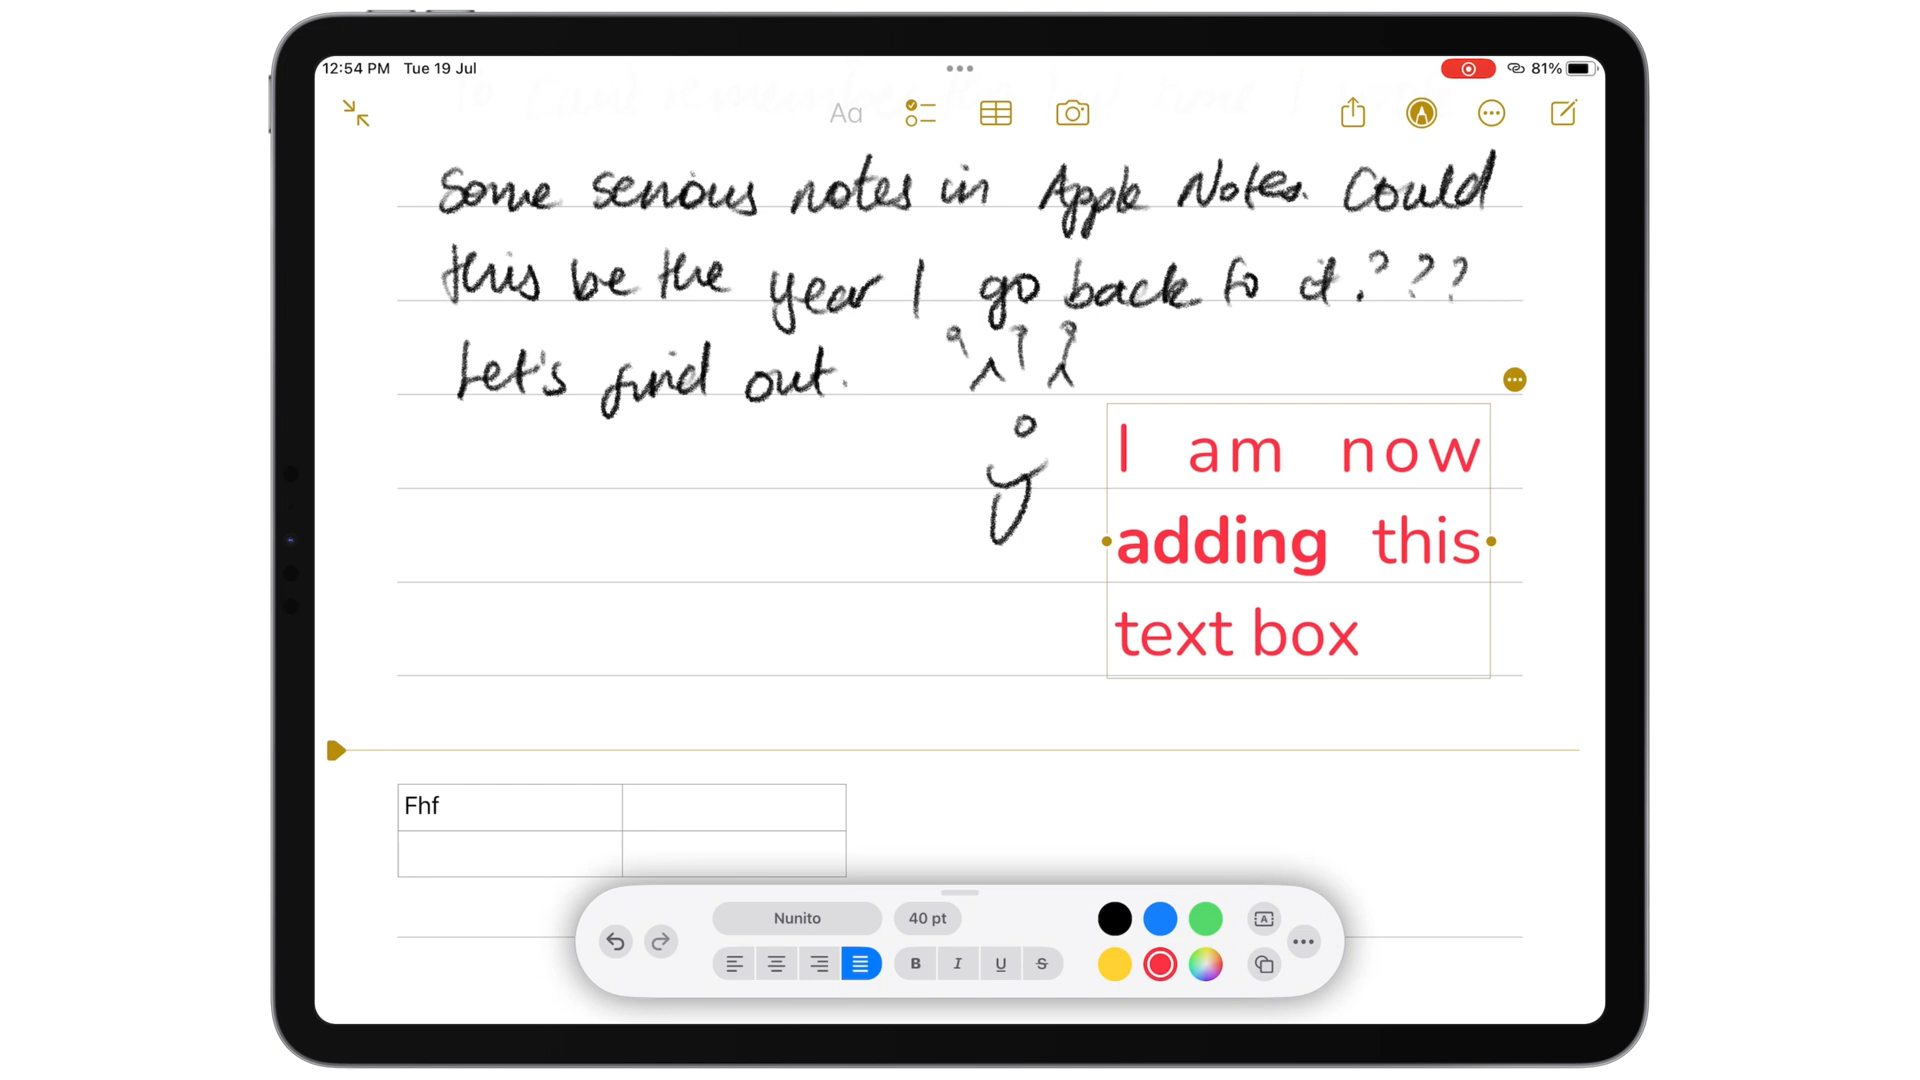 12:54 PM Tue 19 Jul
81%
Aa
Some serious notes in Apple Notes. Could
this be the year I go back to it???
Let's find out.
? ? ?
I am now
adding this
text box
Fhf
Nunito 40 pt
B I U S
A